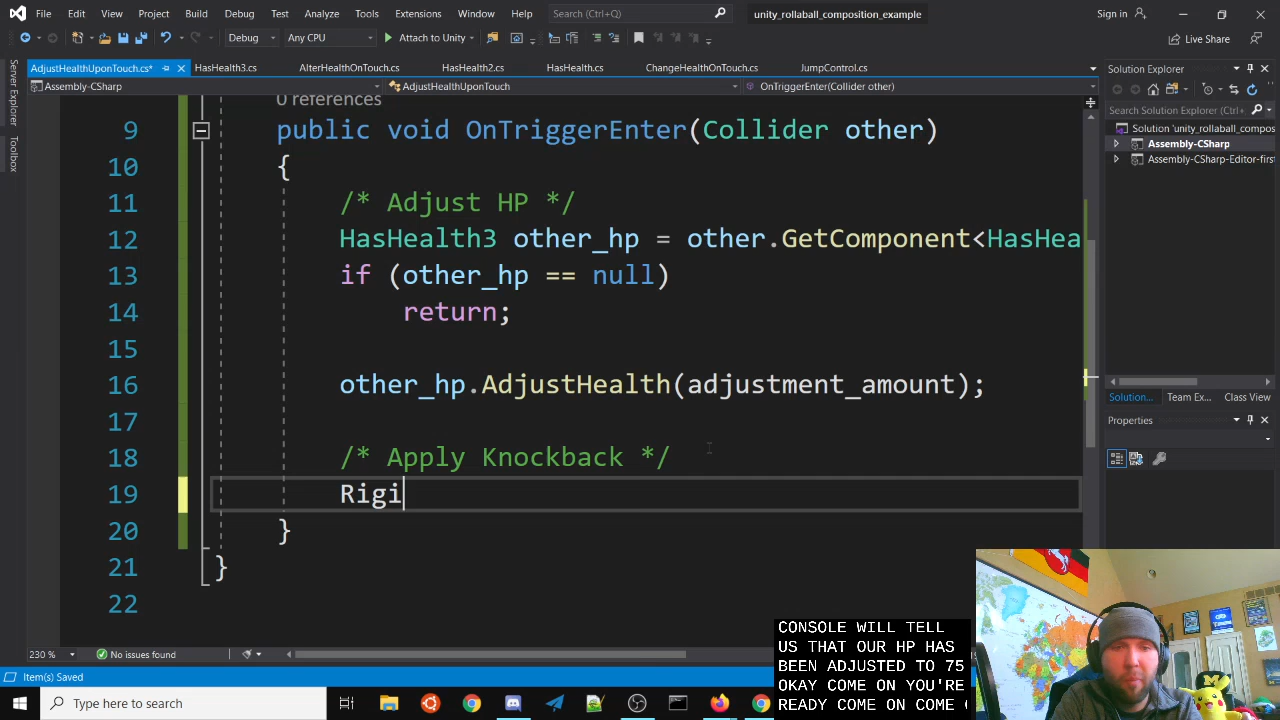 File Edit View Project Build Debug Test Analyze Tools Extensions Window Help Search (Ctrl+Q) unity_rollaball_composition_example Sign in
Debug Any CPU Attach to Unity Live Share
Server Explorer
Toolbox
AdjustHealthUponTouch.cs* HasHealth3.cs AlterHealthOnTouch.cs HasHealth2.cs HasHealth.cs ChangeHealthOnTouch.cs JumpControl.cs
Assembly-CSharp AdjustHealthUponTouch OnTriggerEnter(Collider other)
0 references
9 public void OnTriggerEnter(Collider other)
10 {
11 /* Adjust HP */
12 HasHealth3 other_hp = other.GetComponent<HasHea
13 if (other_hp == null)
14 return;
16 other_hp.AdjustHealth(adjustment_amount);
17
18 /* Apply Knockback */
19 Rigi
20 }
21 }
22
230 % No issues found
Item(s) Saved
Solution Explorer
Search Solution Explorer (Ctrl+
Solution 'unity_rollaball_compos
Assembly-CSharp
Assembly-CSharp-Editor-first
Solution... Team Ex... Class View
Properties
CONSOLE WILL TELL
US THAT OUR HP HAS
BEEN ADJUSTED TO 75
OKAY COME ON YOU'RE
READY COME ON COME
Type here to search